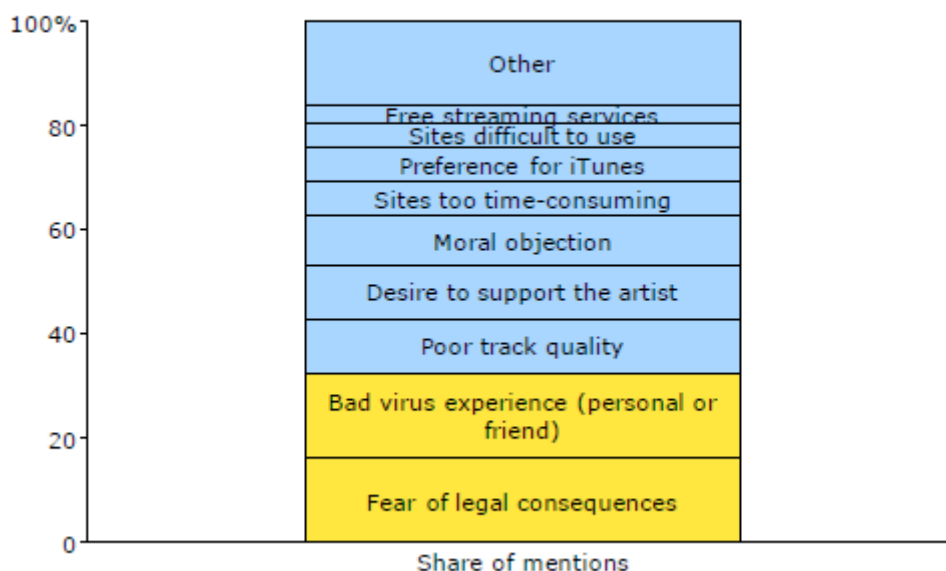 100%
Other
Free streaming services
80
Sites difficult to use
Preference for iTunes
Sites too time-consuming
60
Moral objection
Desire to support the artist
40
Poor track quality
Bad virus experience (personal or
friend)
20
Fear of legal consequences
0
Share of mentions